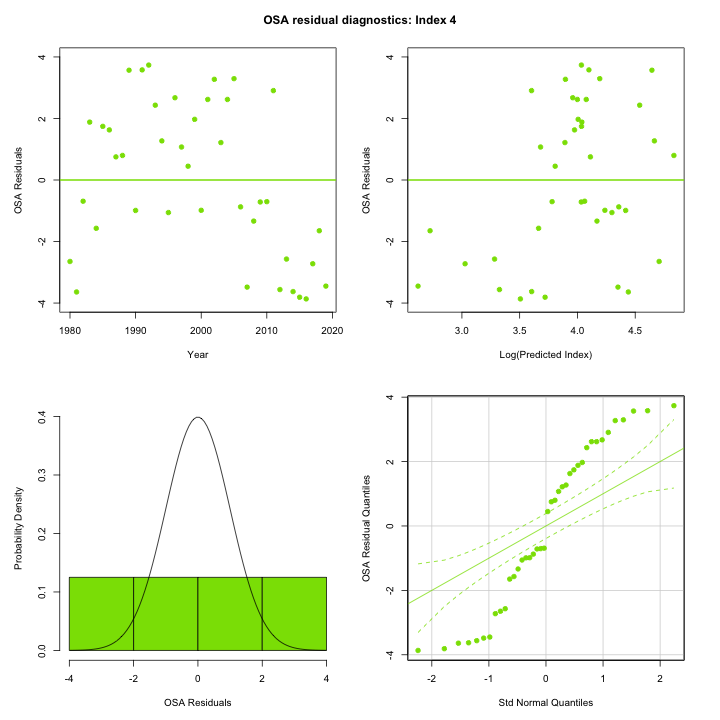 OSA residual diagnostics: Index 4
OSA Residuals
4
2
0
-2
-4
1980 1990 2000 2010 2020
Year
OSA Residuals
4
2
0
-2
-4
3.0 3.5 4.0 4.5
Log(Predicted Index)
Probability Density
0.4
0.3
0.2
0.1
0.0
-4 -2 0 2 4
OSA Residuals
OSA Residual Quantiles
4
2
0
-2
-4
-2 -1 0 1 2
Std Normal Quantiles